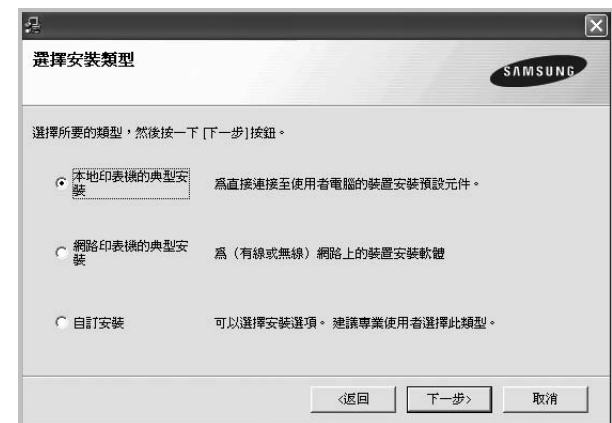 選擇安裝類型
SAMSUNG
選擇所要的類型，然後按一下 [下一步]按鈕。
本地印表機的典型安
裝
爲直接連接至使用者電腦的裝置安裝預設元件。
網路印表機的典型安
裝
爲（有線或無線）網路上的裝置安裝軟體
自訂安裝
可以選擇安裝選項。 建議專業使用者選擇此類型。
<返回
下一步>
取消